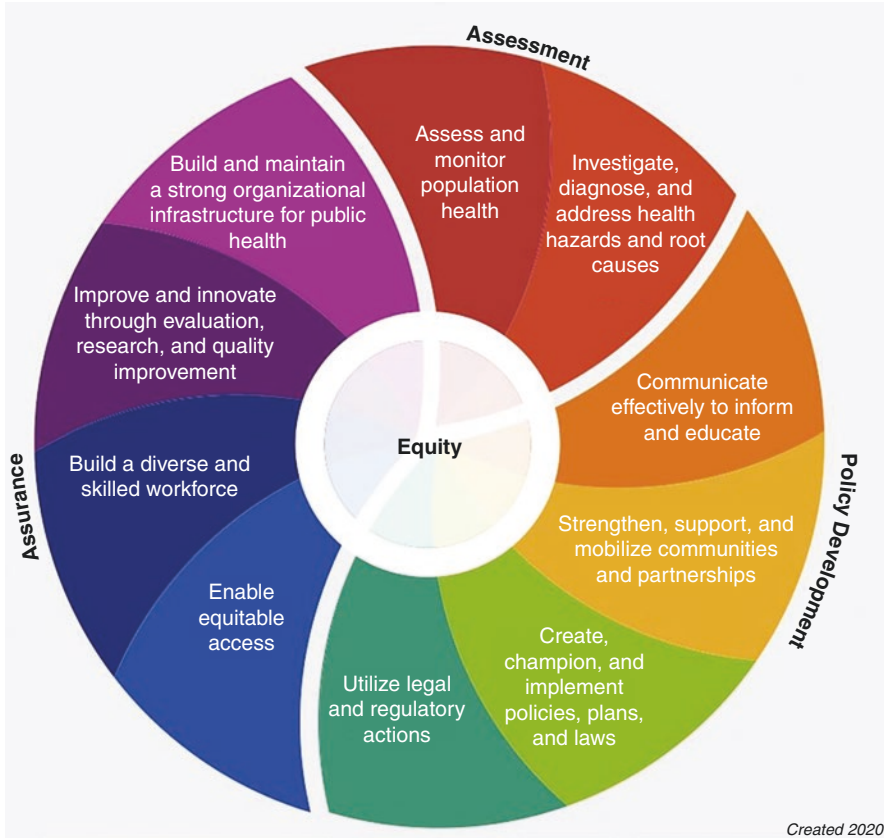 Assessment
Assess and
monitor
population
health
Investigate,
diagnose, and
address health
hazards and root
causes
Communicate
effectively to inform
and educate
Strengthen, support, and
mobilize communities
and partnerships
Create,
champion, and
implement
policies, plans,
and laws
Utilize legal
and regulatory
actions
Enable
equitable
access
Build a diverse and
skilled workforce
Improve and innovate
through evaluation,
research, and quality
improvement
Build and maintain
a strong organizational
infrastructure for public
health
Equity
Policy Development
Assurance
Created 2020